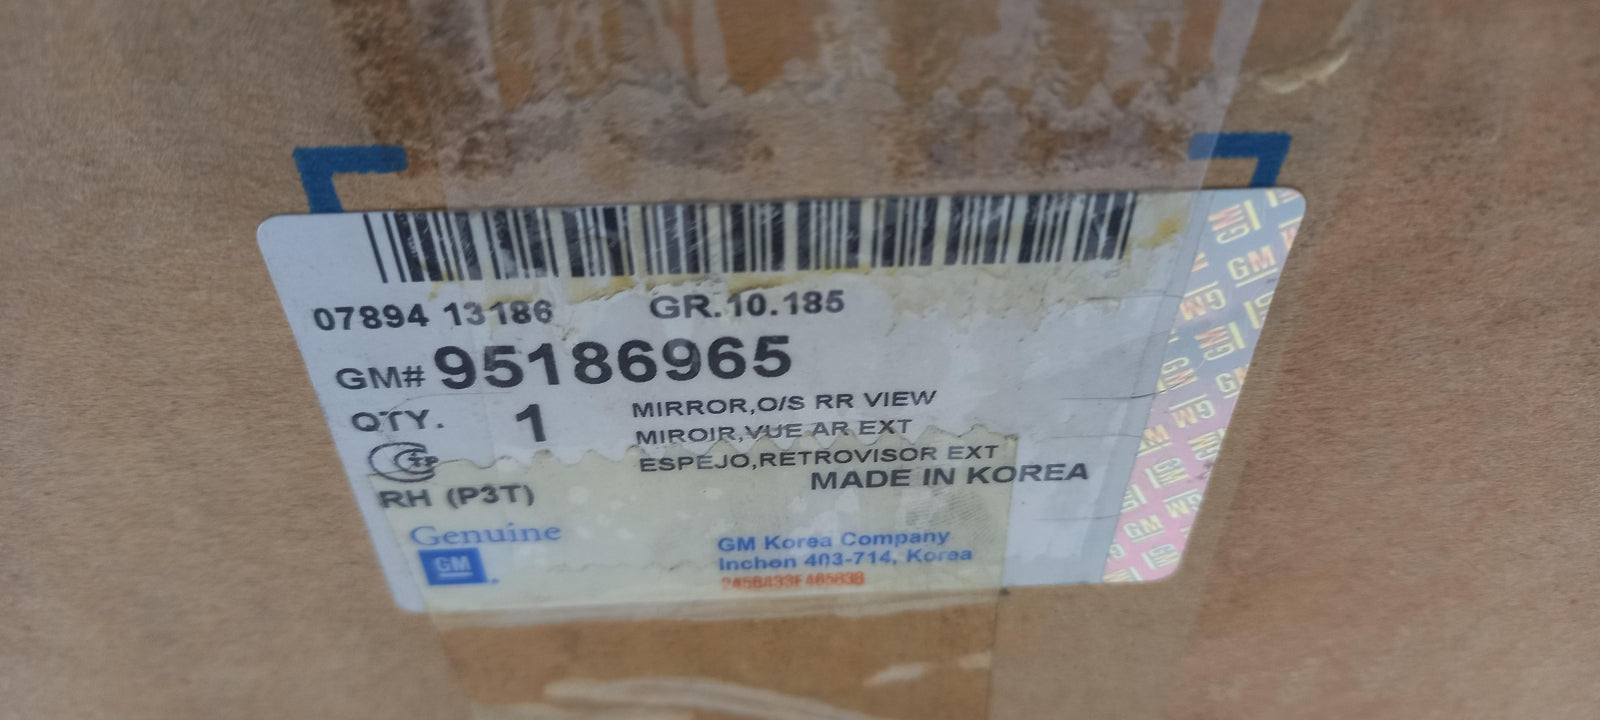 07894 13186 GR.10.185
GM# 95186965
QTY. 1
MIRROR,O/S RR VIEW
MIROIR,VUE AR EXT
ESPEJO,RETROVISOR EXT
MADE IN KOREA
RH (P3T)
Genuine
GM
GM Korea Company
Inchon 403-714, Korea